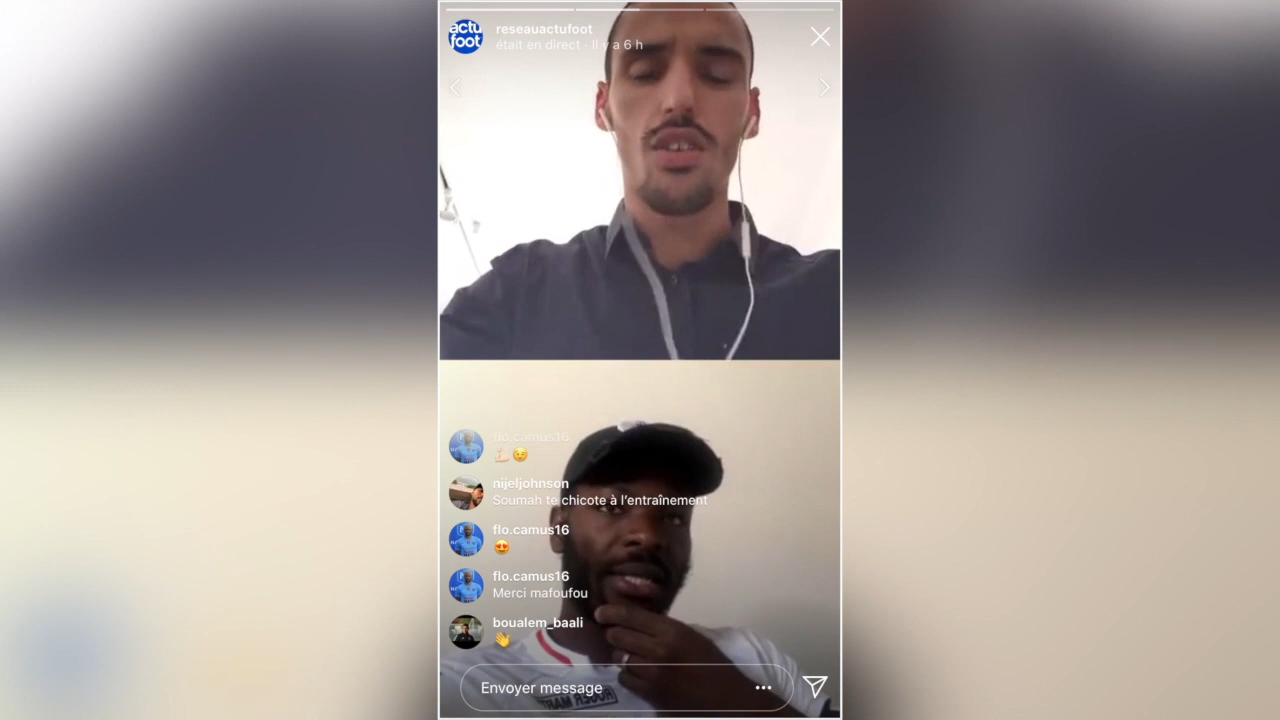 actu
foot
reseauactufoot
était en direct · Il y a 6 h
flo.camus16
💪🏻😉
nijeljohnson
Soumah te chicote à l'entraînement
flo.camus16
😍
flo.camus16
Merci mafoufou
boualem_baali
👋
Envoyer message